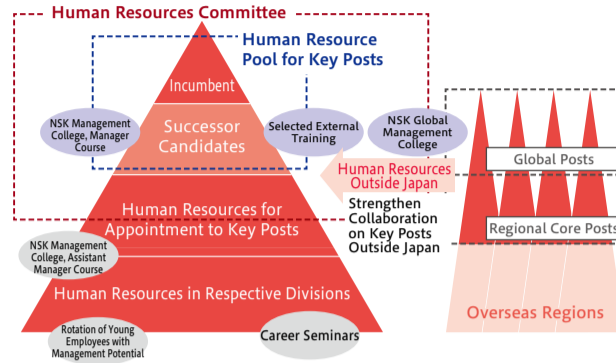 Human Resources Committee
Human Resource
Pool for Key Posts
Incumbent
NSK Management
College, Manager
Course
Successor
Candidates
Selected External
Training
NSK Global
Management
College
Global Posts
Human Resources
Outside Japan
Strengthen
Collaboration
on Key Posts
Outside Japan
Human Resources for
Appointment to Key Posts
Regional Core Posts
NSK Management
College, Assistant
Manager Course
Human Resources in Respective Divisions
Overseas Regions
Rotation of Young
Employees with
Management Potential
Career Seminars